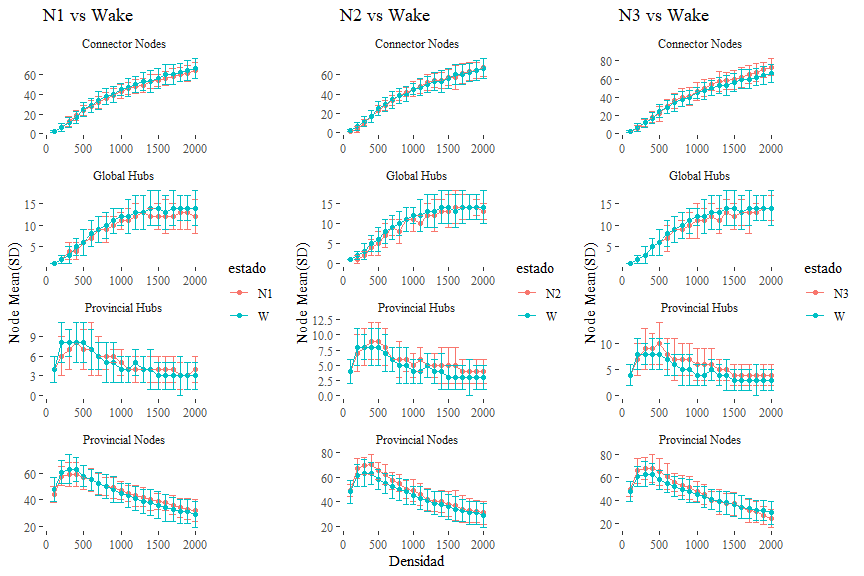 N1 vs Wake
Connector Nodes
60
40
20
0
0 500 1000 1500 2000
Global Hubs
15
10
5
0 500 1000 1500 2000
Provincial Hubs
9
6
3
0
0 500 1000 1500 2000
Provincial Nodes
60
40
20
0 500 1000 1500 2000
Node Mean(SD)
estado
N1
W
N2 vs Wake
Connector Nodes
60
40
20
0
0 500 1000 1500 2000
Global Hubs
15
10
5
0 500 1000 1500 2000
Provincial Hubs
12.5
10.0
7.5
5.0
2.5
0.0
0 500 1000 1500 2000
Provincial Nodes
80
60
40
20
0 500 1000 1500 2000
Densidad
Node Mean(SD)
estado
N2
W
N3 vs Wake
Connector Nodes
80
60
40
20
0
0 500 1000 1500 2000
Global Hubs
15
10
5
0 500 1000 1500 2000
Provincial Hubs
10
5
0
0 500 1000 1500 2000
Provincial Nodes
80
60
40
20
0 500 1000 1500 2000
Node Mean(SD)
estado
N3
W